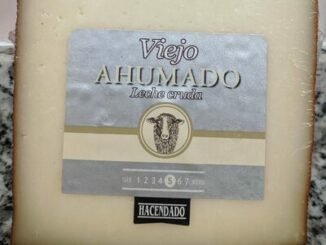 Viejo
AHUMADO
Leche cruda
1 2 3 4 5 6 7
HACENDADO